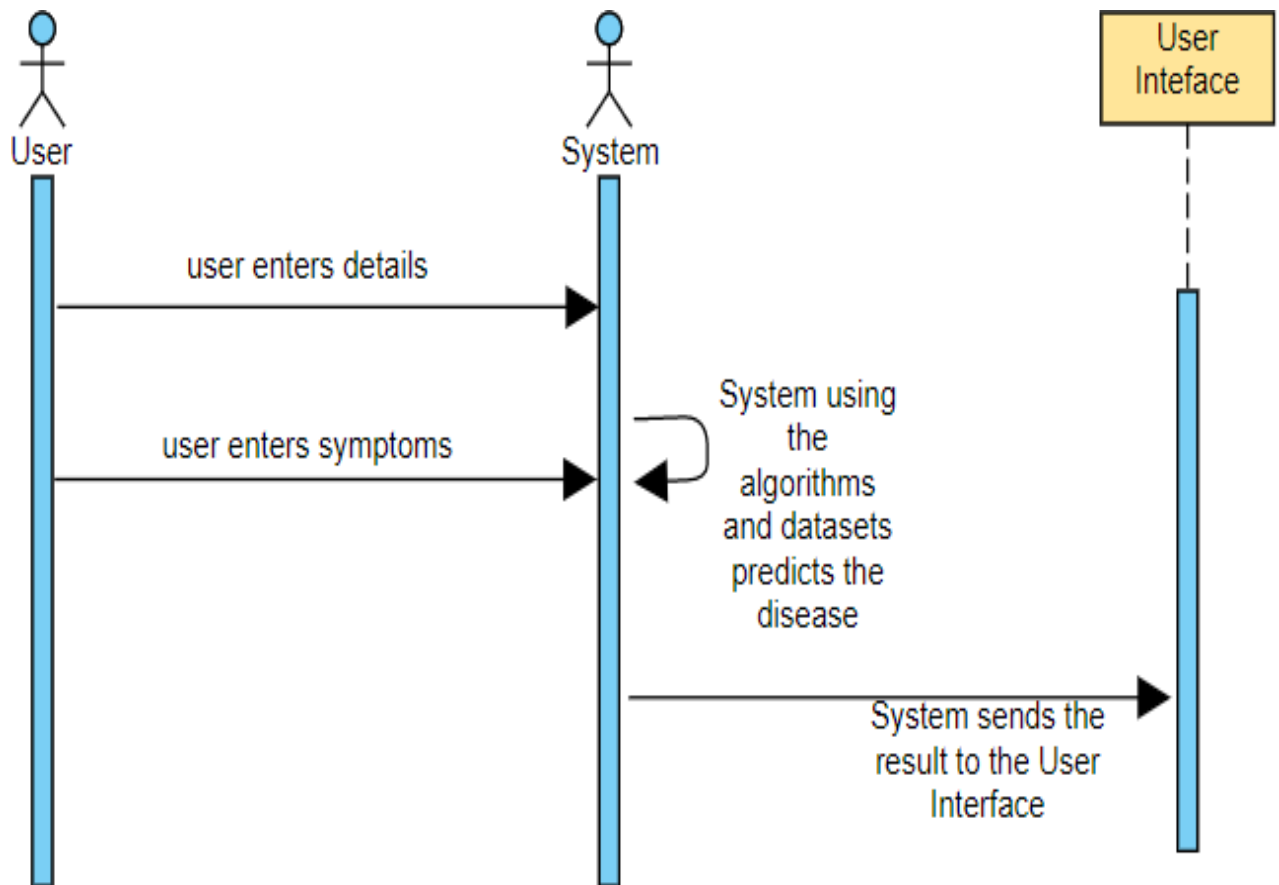 User
Inteface
User
System
user enters details
user enters symptoms
System using
the
algorithms
and datasets
predicts the
disease
System sends the
result to the User
Interface